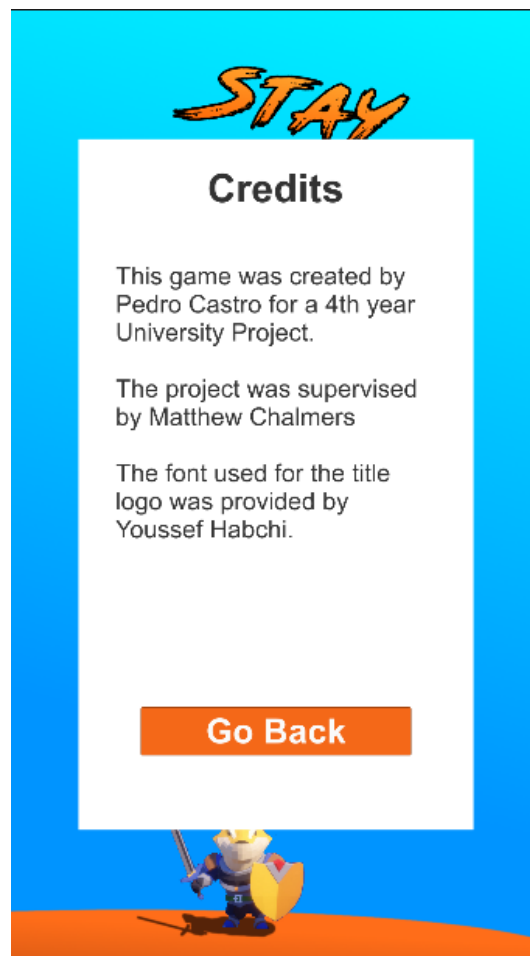 STAY
Credits
This game was created by
Pedro Castro for a 4th year
University Project.
The project was supervised
by Matthew Chalmers
The font used for the title
logo was provided by
Youssef Habchi.
Go Back